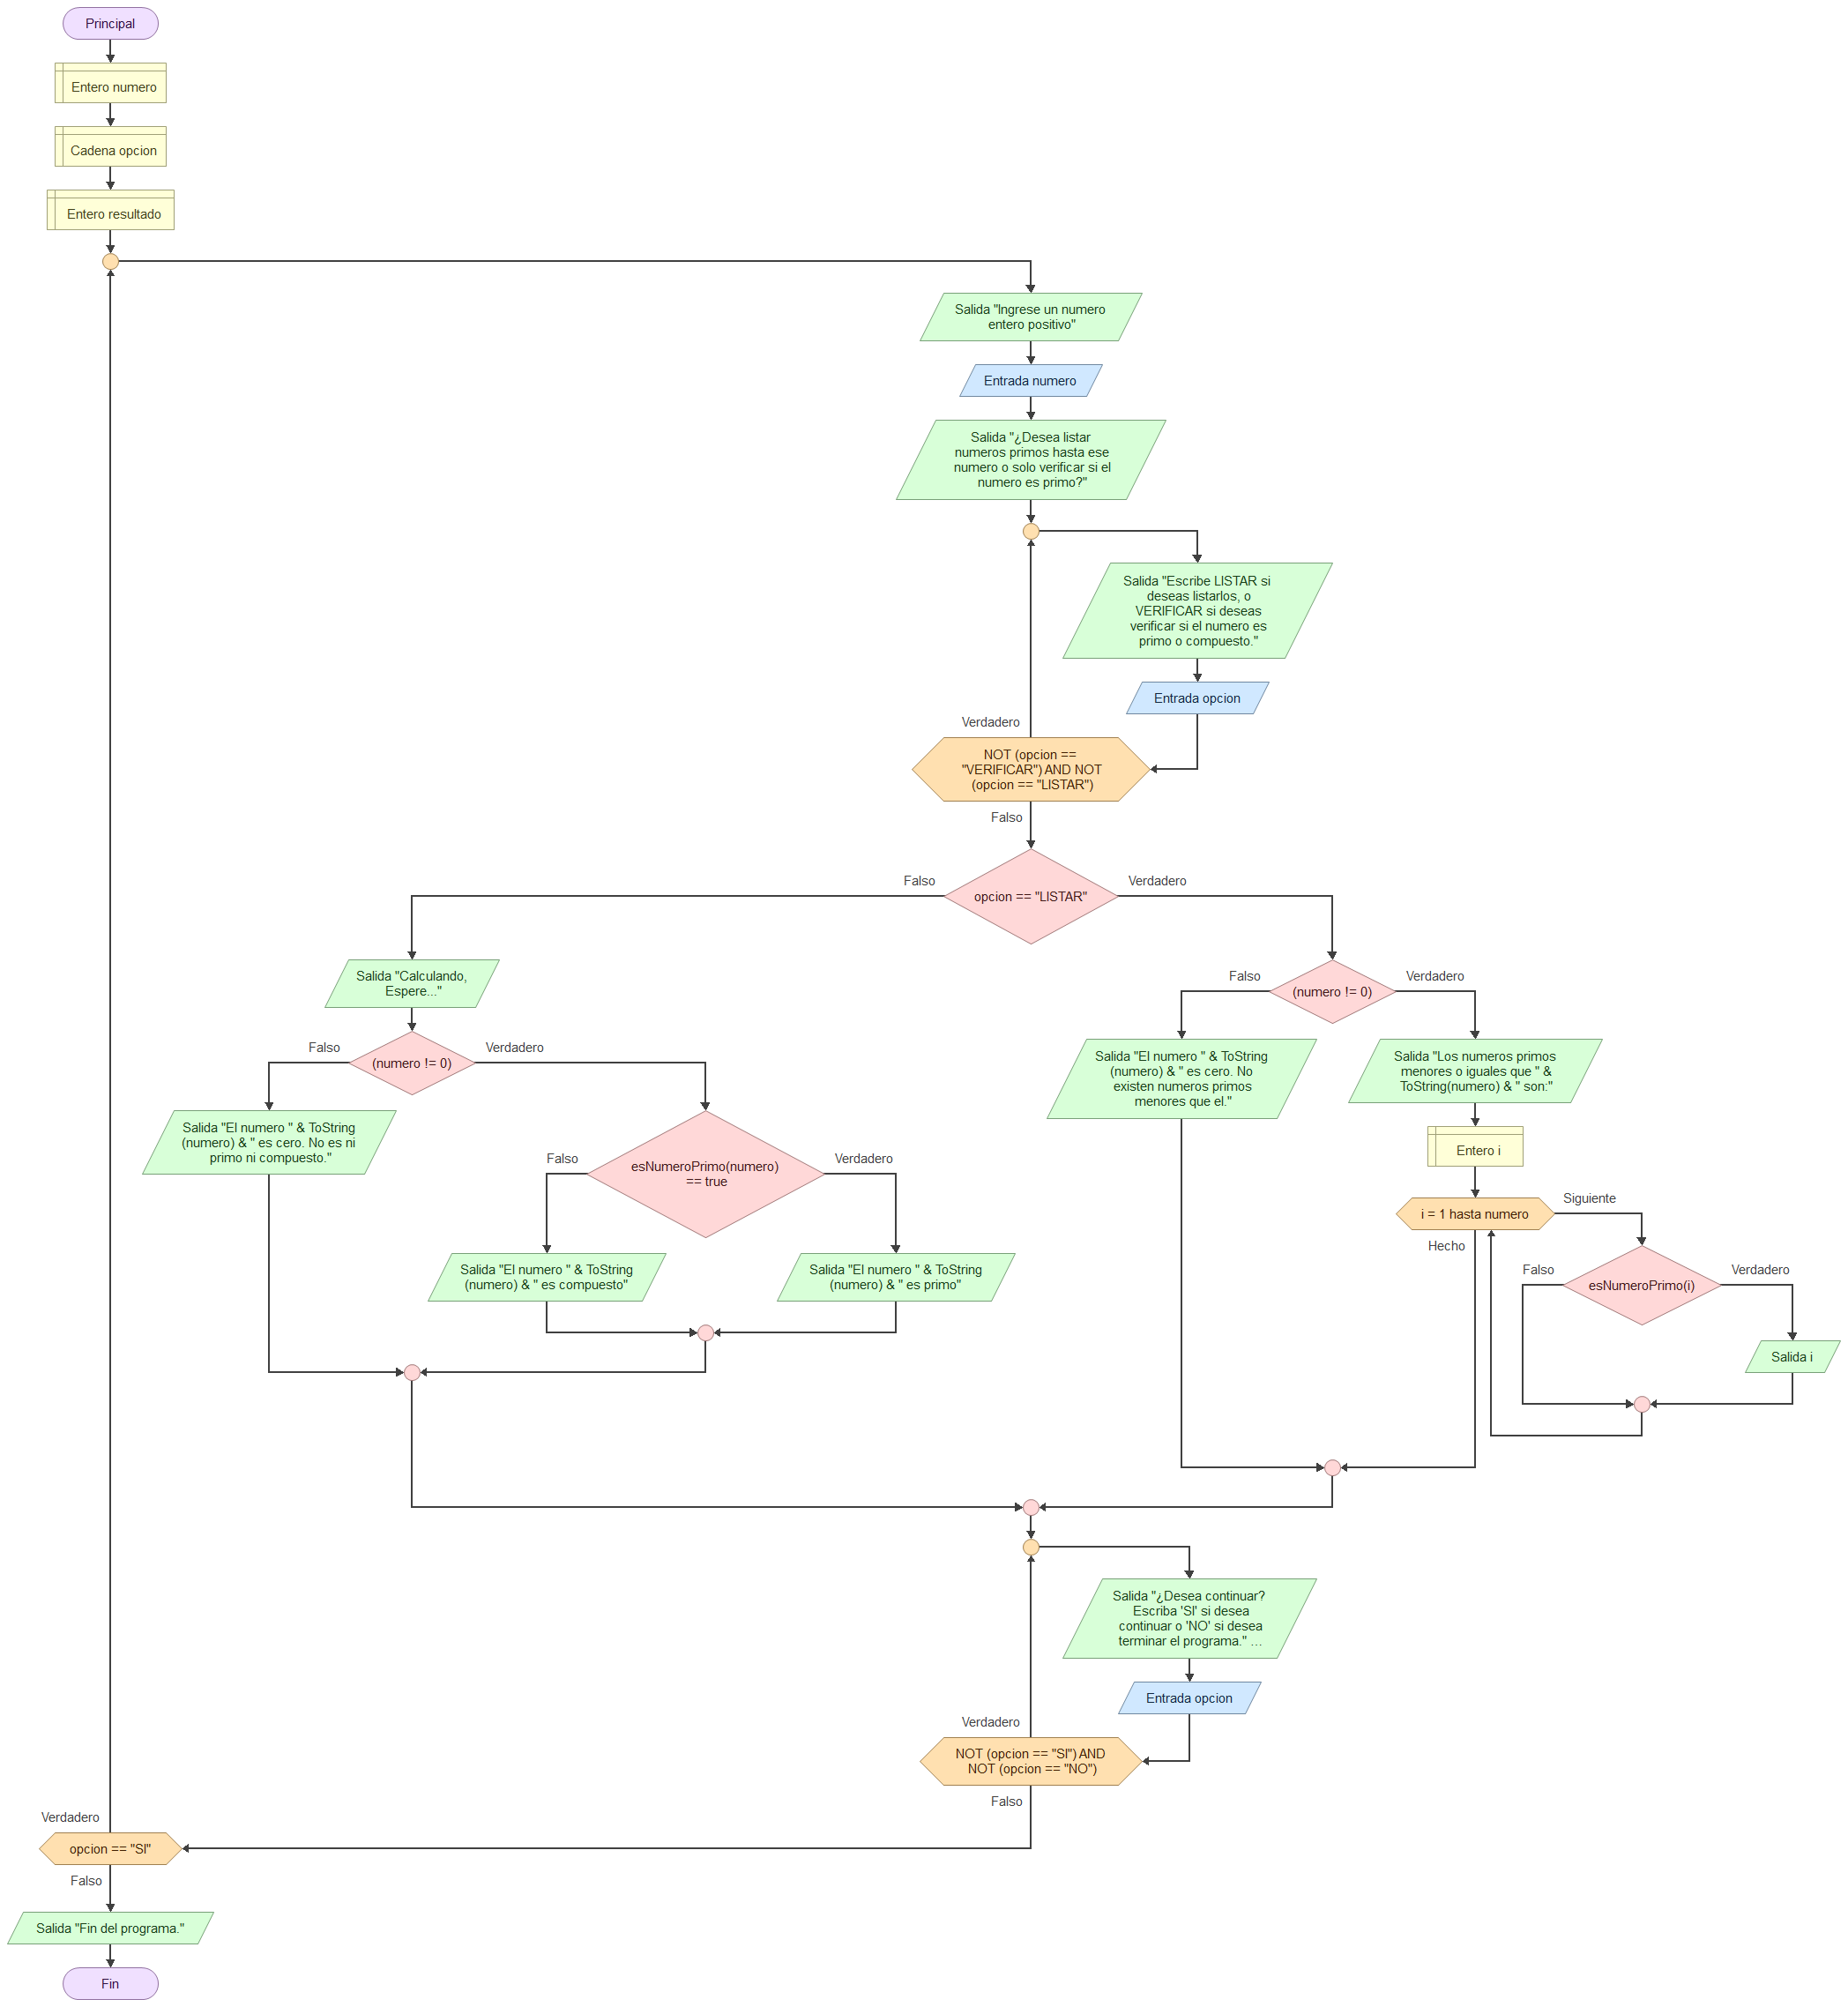 Principal
Entero numero
Cadena opcion
Entero resultado
Salida "Ingrese un numero
entero positivo"
Entrada numero
Salida "¿Desea listar
numeros primos hasta ese
numero o solo verificar si el
numero es primo?"
Salida "Escribe LISTAR si
deseas listarlos, o
VERIFICAR si deseas
verificar si el numero es
primo o compuesto."
Entrada opcion
Verdadero
NOT (opcion ==
"VERIFICAR") AND NOT
(opcion == "LISTAR")
Falso
Falso
opcion == "LISTAR"
Verdadero
Salida "Calculando,
Espere..."
Falso
(numero != 0)
Verdadero
Salida "El numero " & ToString
(numero) & " es cero. No es ni
primo ni compuesto."
Falso
esNumeroPrimo(numero)
== true
Verdadero
Salida "El numero " & ToString
(numero) & " es compuesto"
Salida "El numero " & ToString
(numero) & " es primo"
Falso
(numero != 0)
Verdadero
Salida "El numero " & ToString
(numero) & " es cero. No
existen numeros primos
menores que el."
Salida "Los numeros primos
menores o iguales que " &
ToString(numero) & " son:"
Entero i
i = 1 hasta numero
Siguiente
Hecho
Falso
esNumeroPrimo(i)
Verdadero
Salida i
Salida "¿Desea continuar?
Escriba 'SI' si desea
continuar o 'NO' si desea
terminar el programa." ...
Entrada opcion
Verdadero
NOT (opcion == "SI") AND
NOT (opcion == "NO")
Falso
Verdadero
opcion == "SI"
Falso
Salida "Fin del programa."
Fin